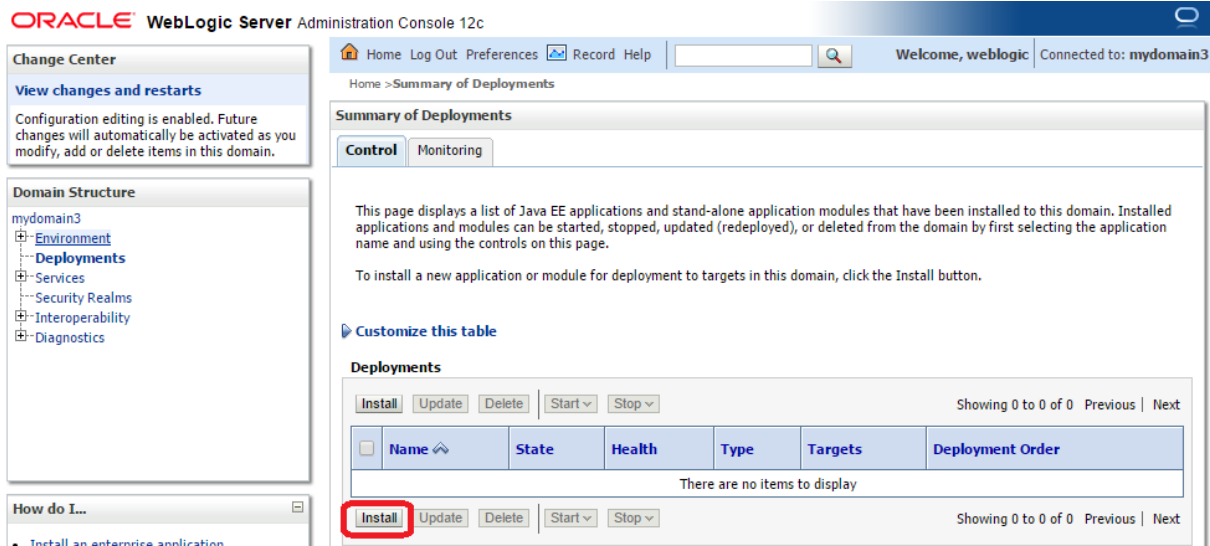 ORACLE WebLogic Server Administration Console 12c
Change Center
View changes and restarts
Configuration editing is enabled. Future
changes will automatically be activated as you
modify, add or delete items in this domain.
Domain Structure
mydomain3
Environment
Deployments
Services
Security Realms
Interoperability
Diagnostics
How do I...
Install an enterprise application
Home Log Out Preferences Record Help
Welcome, weblogic Connected to: mydomain3
Home >Summary of Deployments
Summary of Deployments
Control Monitoring
This page displays a list of Java EE applications and stand-alone application modules that have been installed to this domain. Installed
applications and modules can be started, stopped, updated (redeployed), or deleted from the domain by first selecting the application
name and using the controls on this page.
To install a new application or module for deployment to targets in this domain, click the Install button.
Customize this table
Deployments
Install Update Delete Start Stop Showing 0 to 0 of 0 Previous | Next
Name State Health Type Targets Deployment Order
There are no items to display
Install Update Delete Start Stop Showing 0 to 0 of 0 Previous | Next